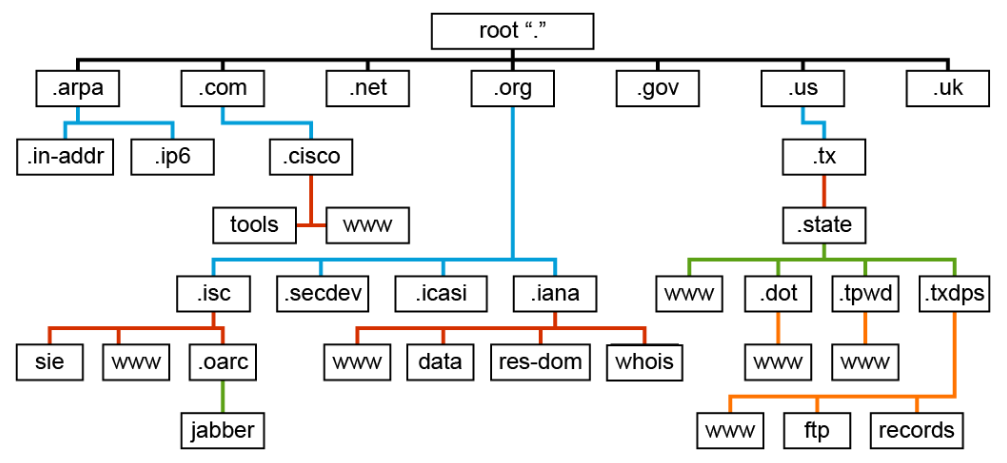 root “.”
.arpa
.com
.net
.org
.gov
.us
.uk
.in-addr
.ip6
.cisco
.tx
tools
www
.state
.isc
.secdev
.icasi
.iana
www
.dot
.tpwd
.txdps
sie
www
.oarc
www
data
res-dom
whois
www
www
jabber
www
ftp
records